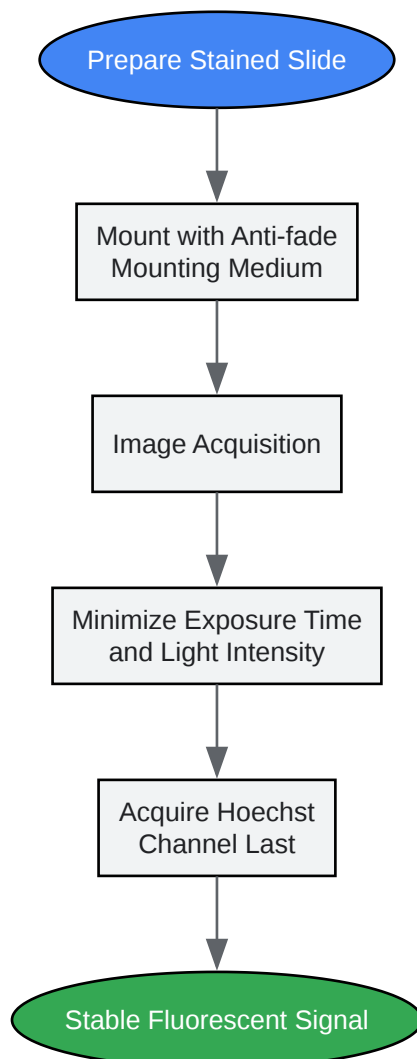 Prepare Stained Slide
Mount with Anti-fade
Mounting Medium
Image Acquisition
Minimize Exposure Time
and Light Intensity
Acquire Hoechst
Channel Last
Stable Fluorescent Signal